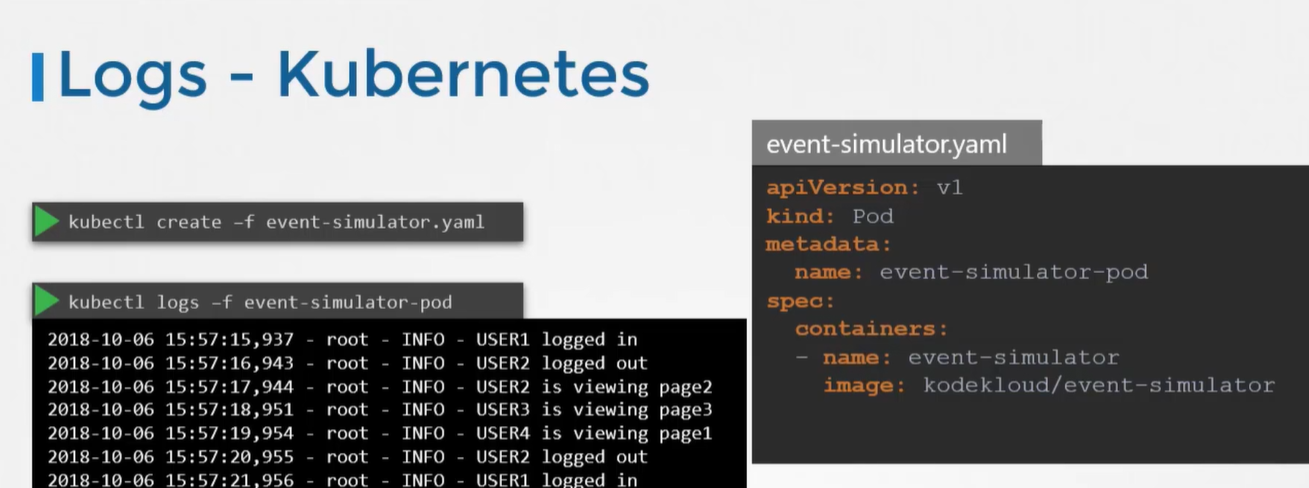 Logs - Kubernetes
kubectl create –f event-simulator.yaml
kubectl logs –f event-simulator-pod
2018-10-06 15:57:15,937 - root - INFO - USER1 logged in
2018-10-06 15:57:16,943 - root - INFO - USER2 logged out
2018-10-06 15:57:17,944 - root - INFO - USER2 is viewing page2
2018-10-06 15:57:18,951 - root - INFO - USER3 is viewing page3
2018-10-06 15:57:19,954 - root - INFO - USER4 is viewing page1
2018-10-06 15:57:20,955 - root - INFO - USER2 logged out
2018-10-06 15:57:21,956 - root - INFO - USER1 logged in
event-simulator.yaml
apiVersion: v1
kind: Pod
metadata:
  name: event-simulator-pod
spec:
  containers:
  - name: event-simulator
    image: kodekloud/event-simulator